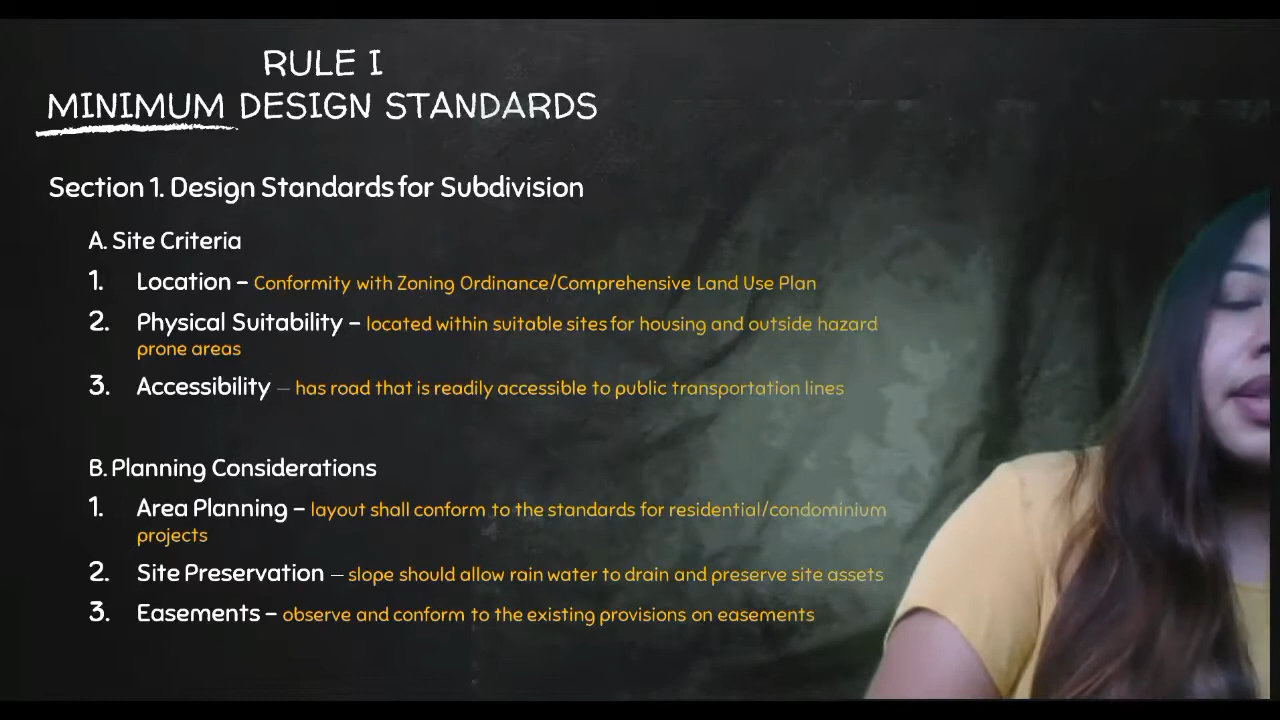 RULE I
MINIMUM DESIGN STANDARDS
Section 1. Design Standards for Subdivision
A. Site Criteria
1. Location – Conformity with Zoning Ordinance/Comprehensive Land Use Plan
2. Physical Suitability – located within suitable sites for housing and outside hazard
prone areas
3. Accessibility – has road that is readily accessible to public transportation lines
B. Planning Considerations
1. Area Planning – layout shall conform to the standards for residential/condominium
projects
2. Site Preservation – slope should allow rain water to drain and preserve site assets
3. Easements – observe and conform to the existing provisions on easements